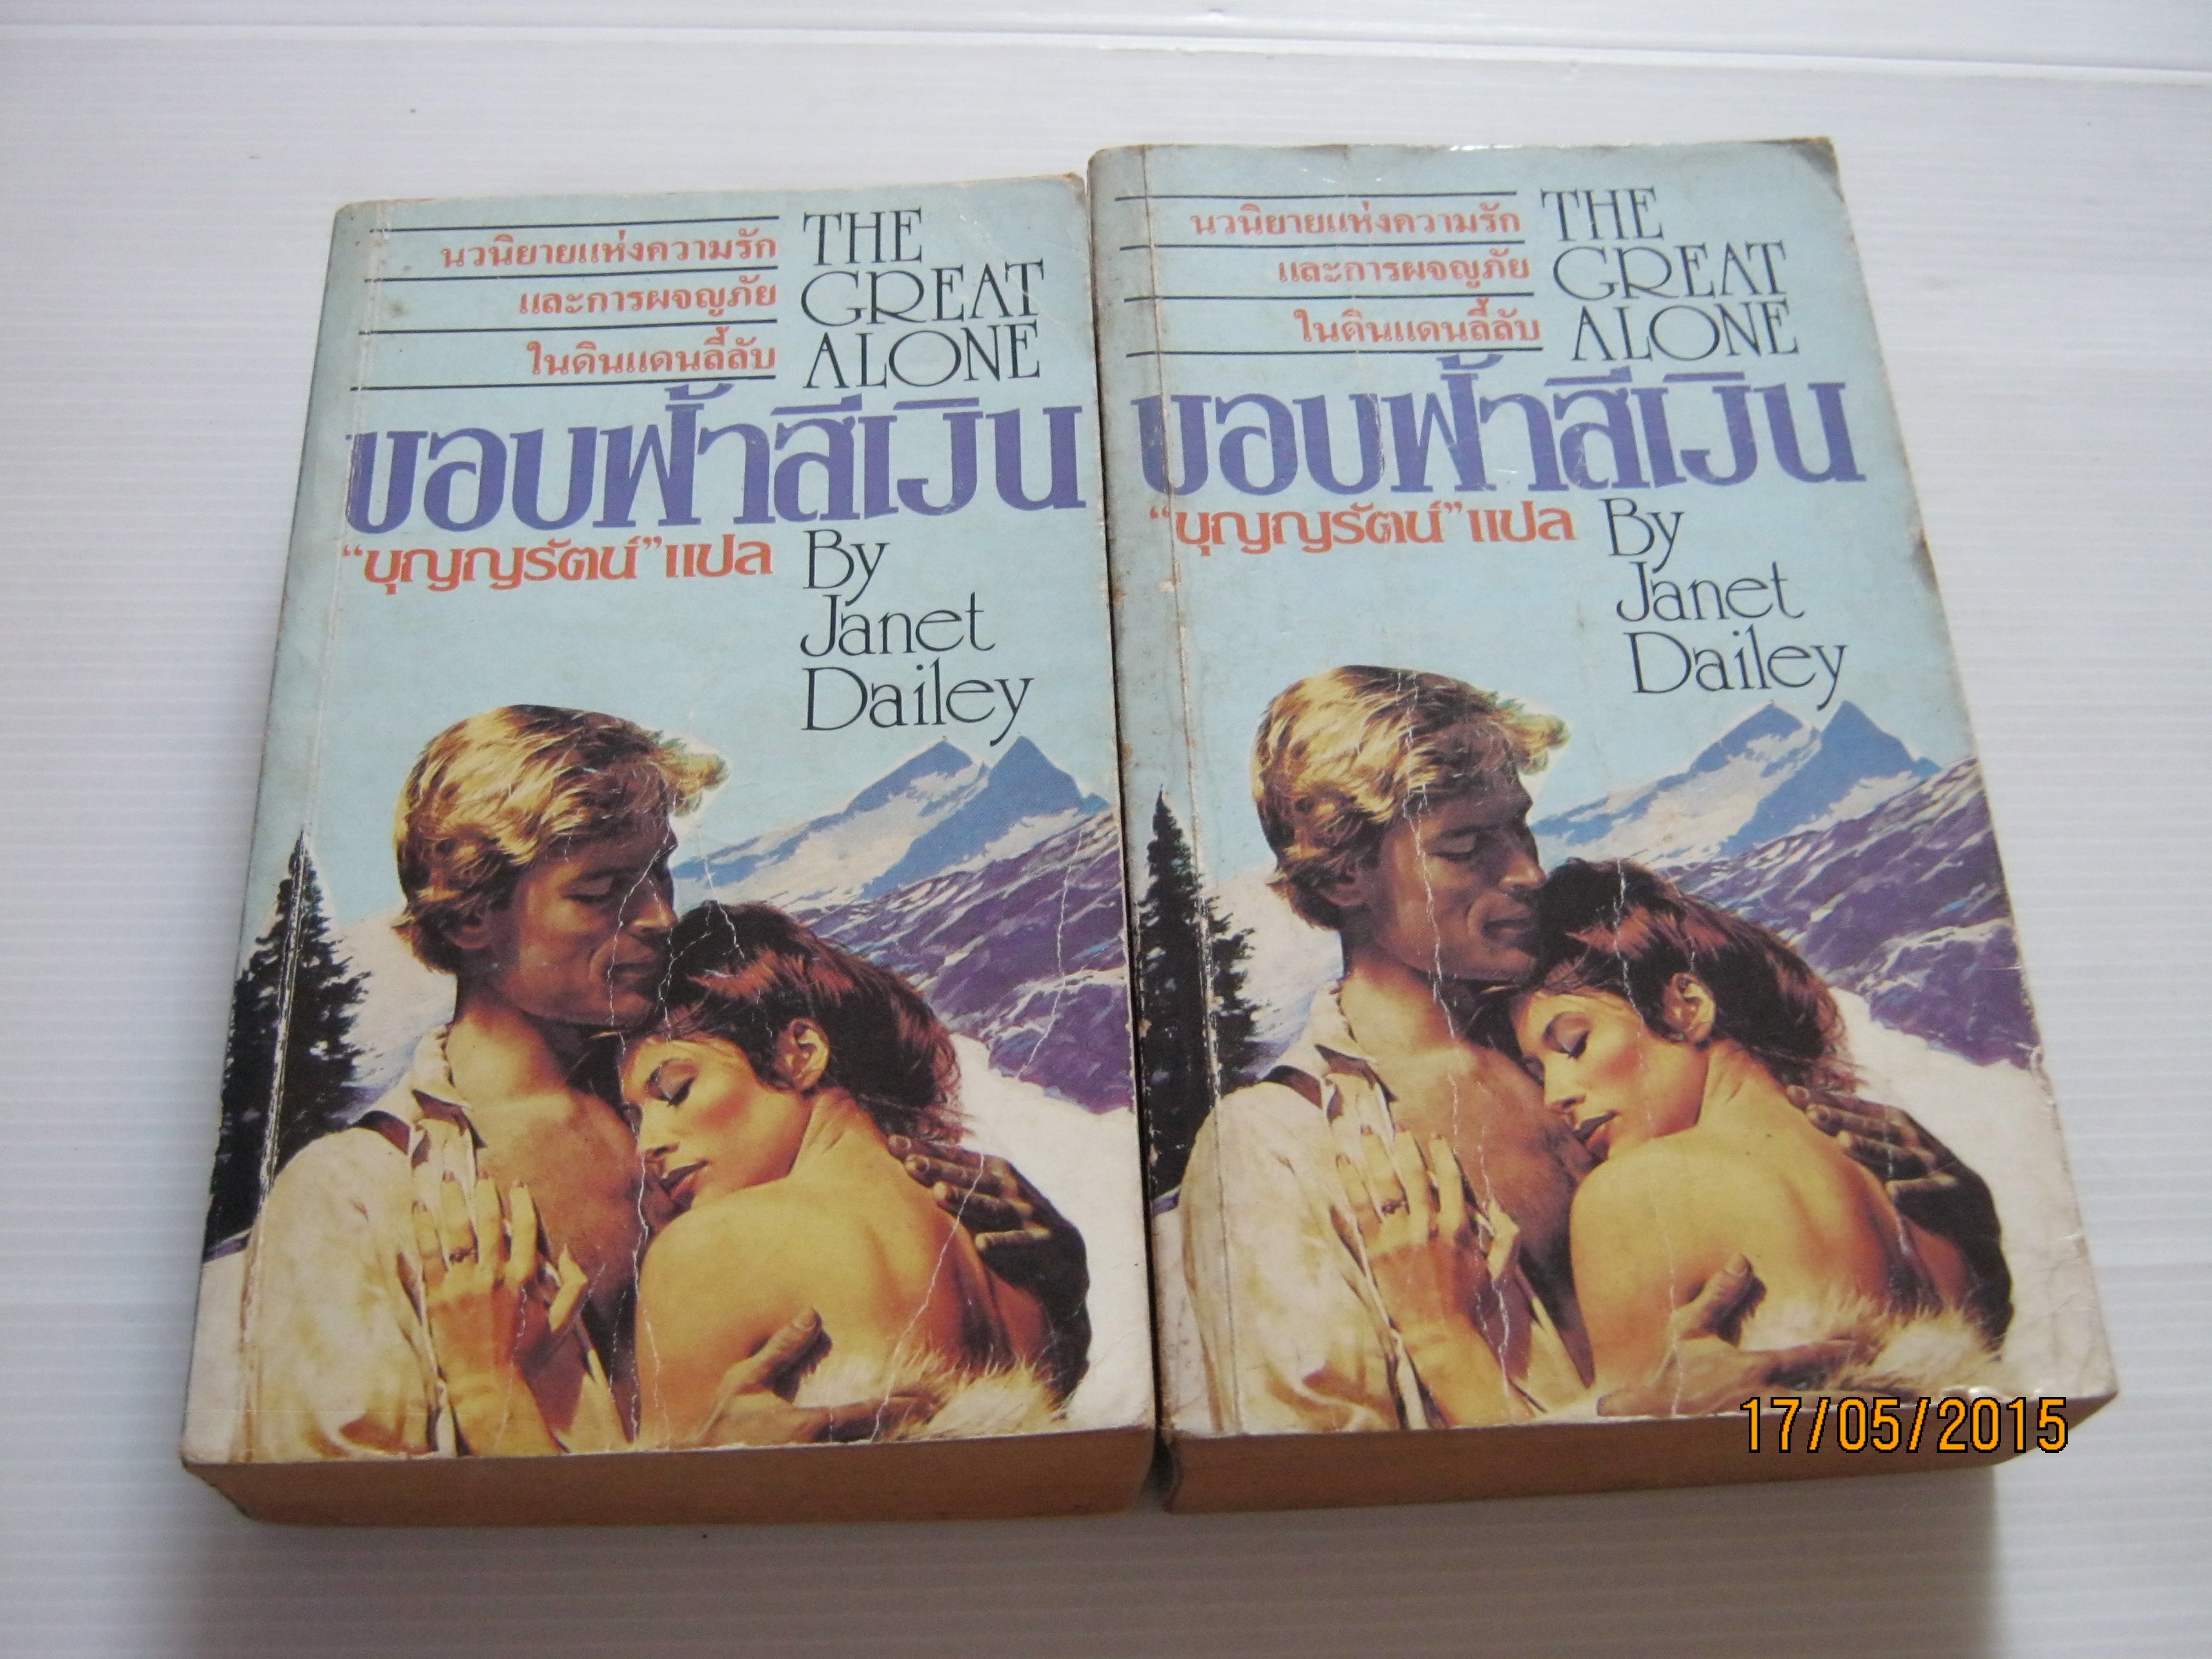 นวนิยายแห่งความรัก
และการผจญภัย
ในดินแดนลี้ลับ
THE
GREAT
ALONE
ขอบฟ้าสีเงิน
“บุญญรัตน์” แปล
By
Janet
Dailey
นวนิยายแห่งความรัก
และการผจญภัย
ในดินแดนลี้ลับ
THE
GREAT
ALONE
ขอบฟ้าสีเงิน
“บุญญรัตน์” แปล
By
Janet
Dailey
17/05/2015